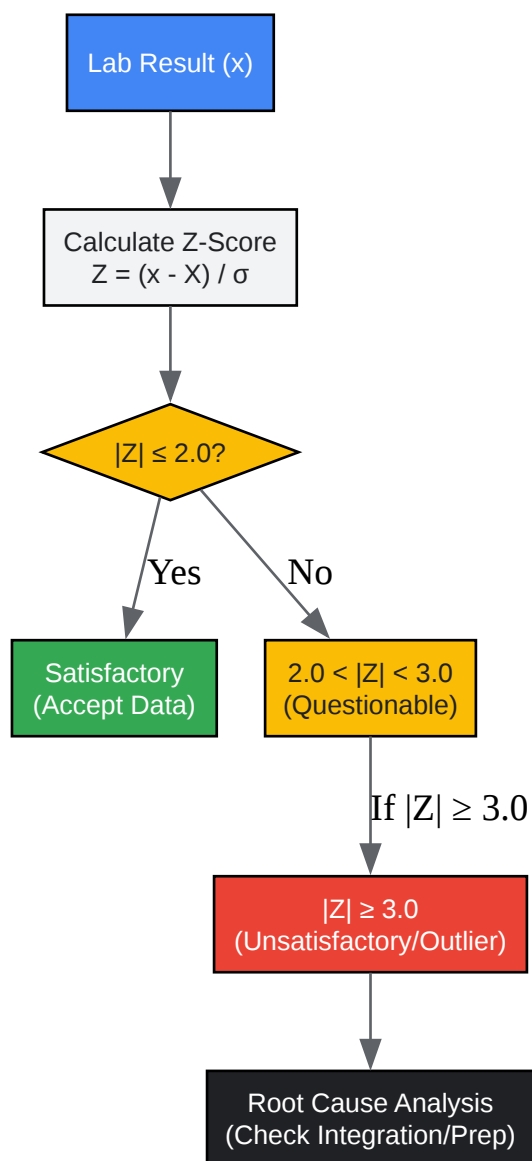 Lab Result (x)
Calculate Z-Score
Z = (x - X) / σ
|Z| ≤ 2.0?
Yes
No
Satisfactory
(Accept Data)
2.0 < |Z| < 3.0
(Questionable)
If |Z| ≥ 3.0
|Z| ≥ 3.0
(Unsatisfactory/Outlier)
Root Cause Analysis
(Check Integration/Prep)